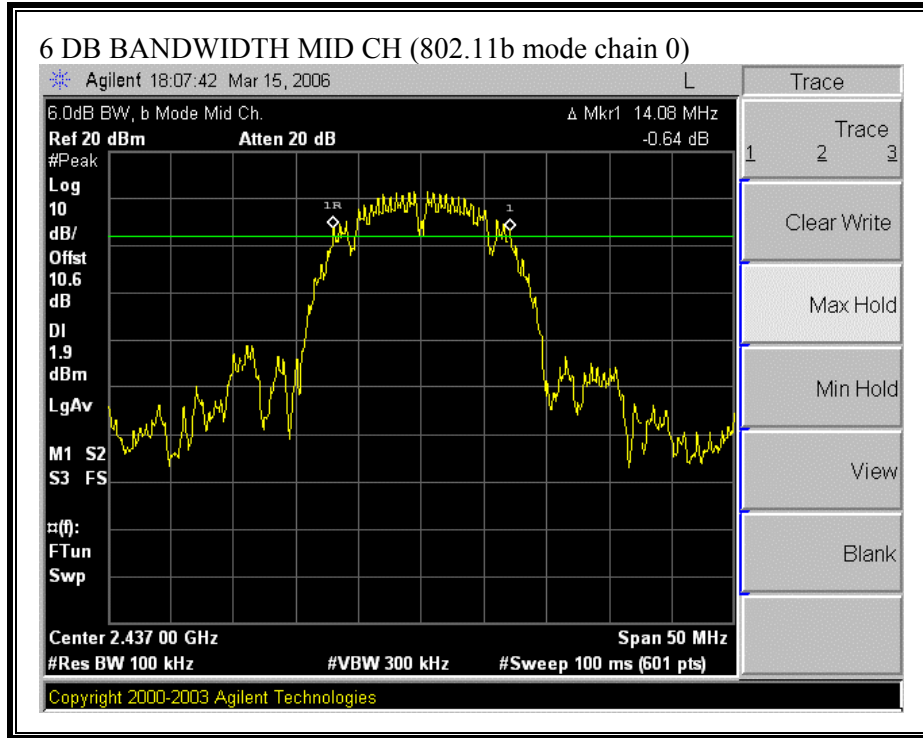 6 DB BANDWIDTH MID CH (802.11b mode chain 0)
Agilent 18:07:42 Mar 15, 2006 L
Trace
6.0dB BW, b Mode Mid Ch. Δ Mkr1 14.08 MHz
Ref 20 dBm Atten 20 dB -0.64 dB
#Peak
Log
10
dB/
Offst
10.6
dB
DI
1.9
dBm
LgAv
M1 S2
S3 FS
¤(f):
FTun
Swp
1R
1
Center 2.437 00 GHz Span 50 MHz
#Res BW 100 kHz #VBW 300 kHz #Sweep 100 ms (601 pts)
Copyright 2000-2003 Agilent Technologies
Trace
1 2 3
Clear Write
Max Hold
Min Hold
View
Blank